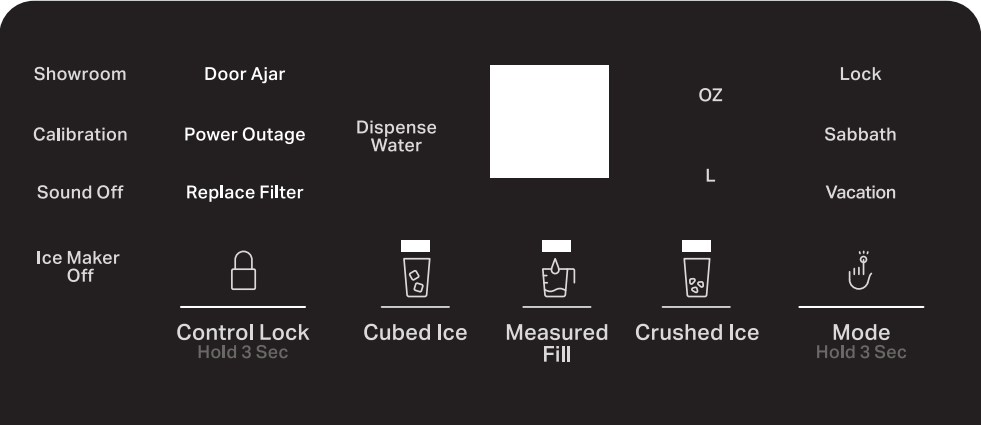 Showroom
Door Ajar
Lock
OZ
Calibration
Power Outage
Dispense
Water
Sabbath
L
Sound Off
Replace Filter
Vacation
Ice Maker
Off
Control Lock
Hold 3 Sec
Cubed Ice
Measured
Fill
Crushed Ice
Mode
Hold 3 Sec